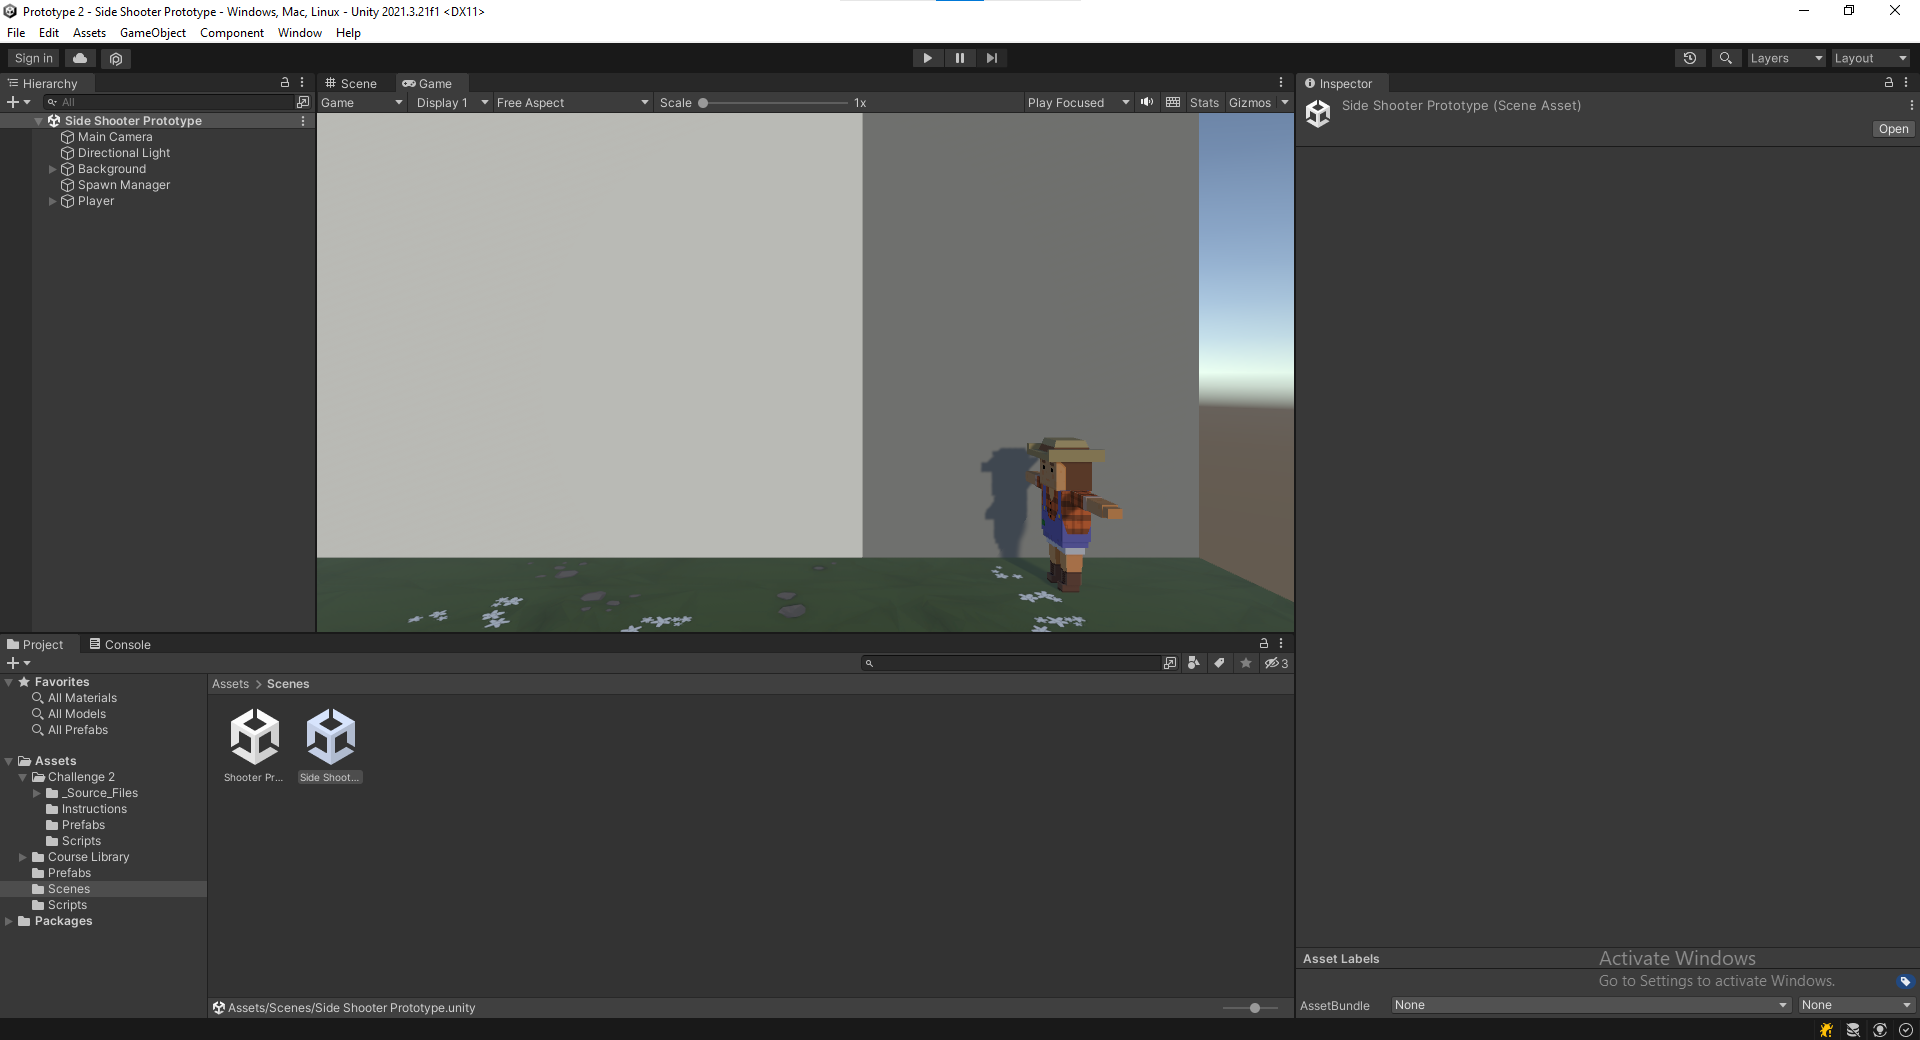 Prototype 2 - Side Shooter Prototype - Windows, Mac, Linux - Unity 2021.3.21f1 <DX11>
File Edit Assets GameObject Component Window Help
Sign in
Layers
Layout
Hierarchy
All
Side Shooter Prototype
Main Camera
Directional Light
Background
Spawn Manager
Player
Scene
Game
Game
Display 1
Free Aspect
Scale
1x
Play Focused
Stats
Gizmos
Inspector
Side Shooter Prototype (Scene Asset)
Open
Project
Console
3
Favorites
All Materials
All Models
All Prefabs
Assets
Challenge 2
_Source_Files
Instructions
Prefabs
Scripts
Course Library
Prefabs
Scenes
Scripts
Packages
Assets > Scenes
Shooter Pr...
Side Shoot...
Assets/Scenes/Side Shooter Prototype.unity
Asset Labels
Activate Windows
Go to Settings to activate Windows.
AssetBundle
None
None